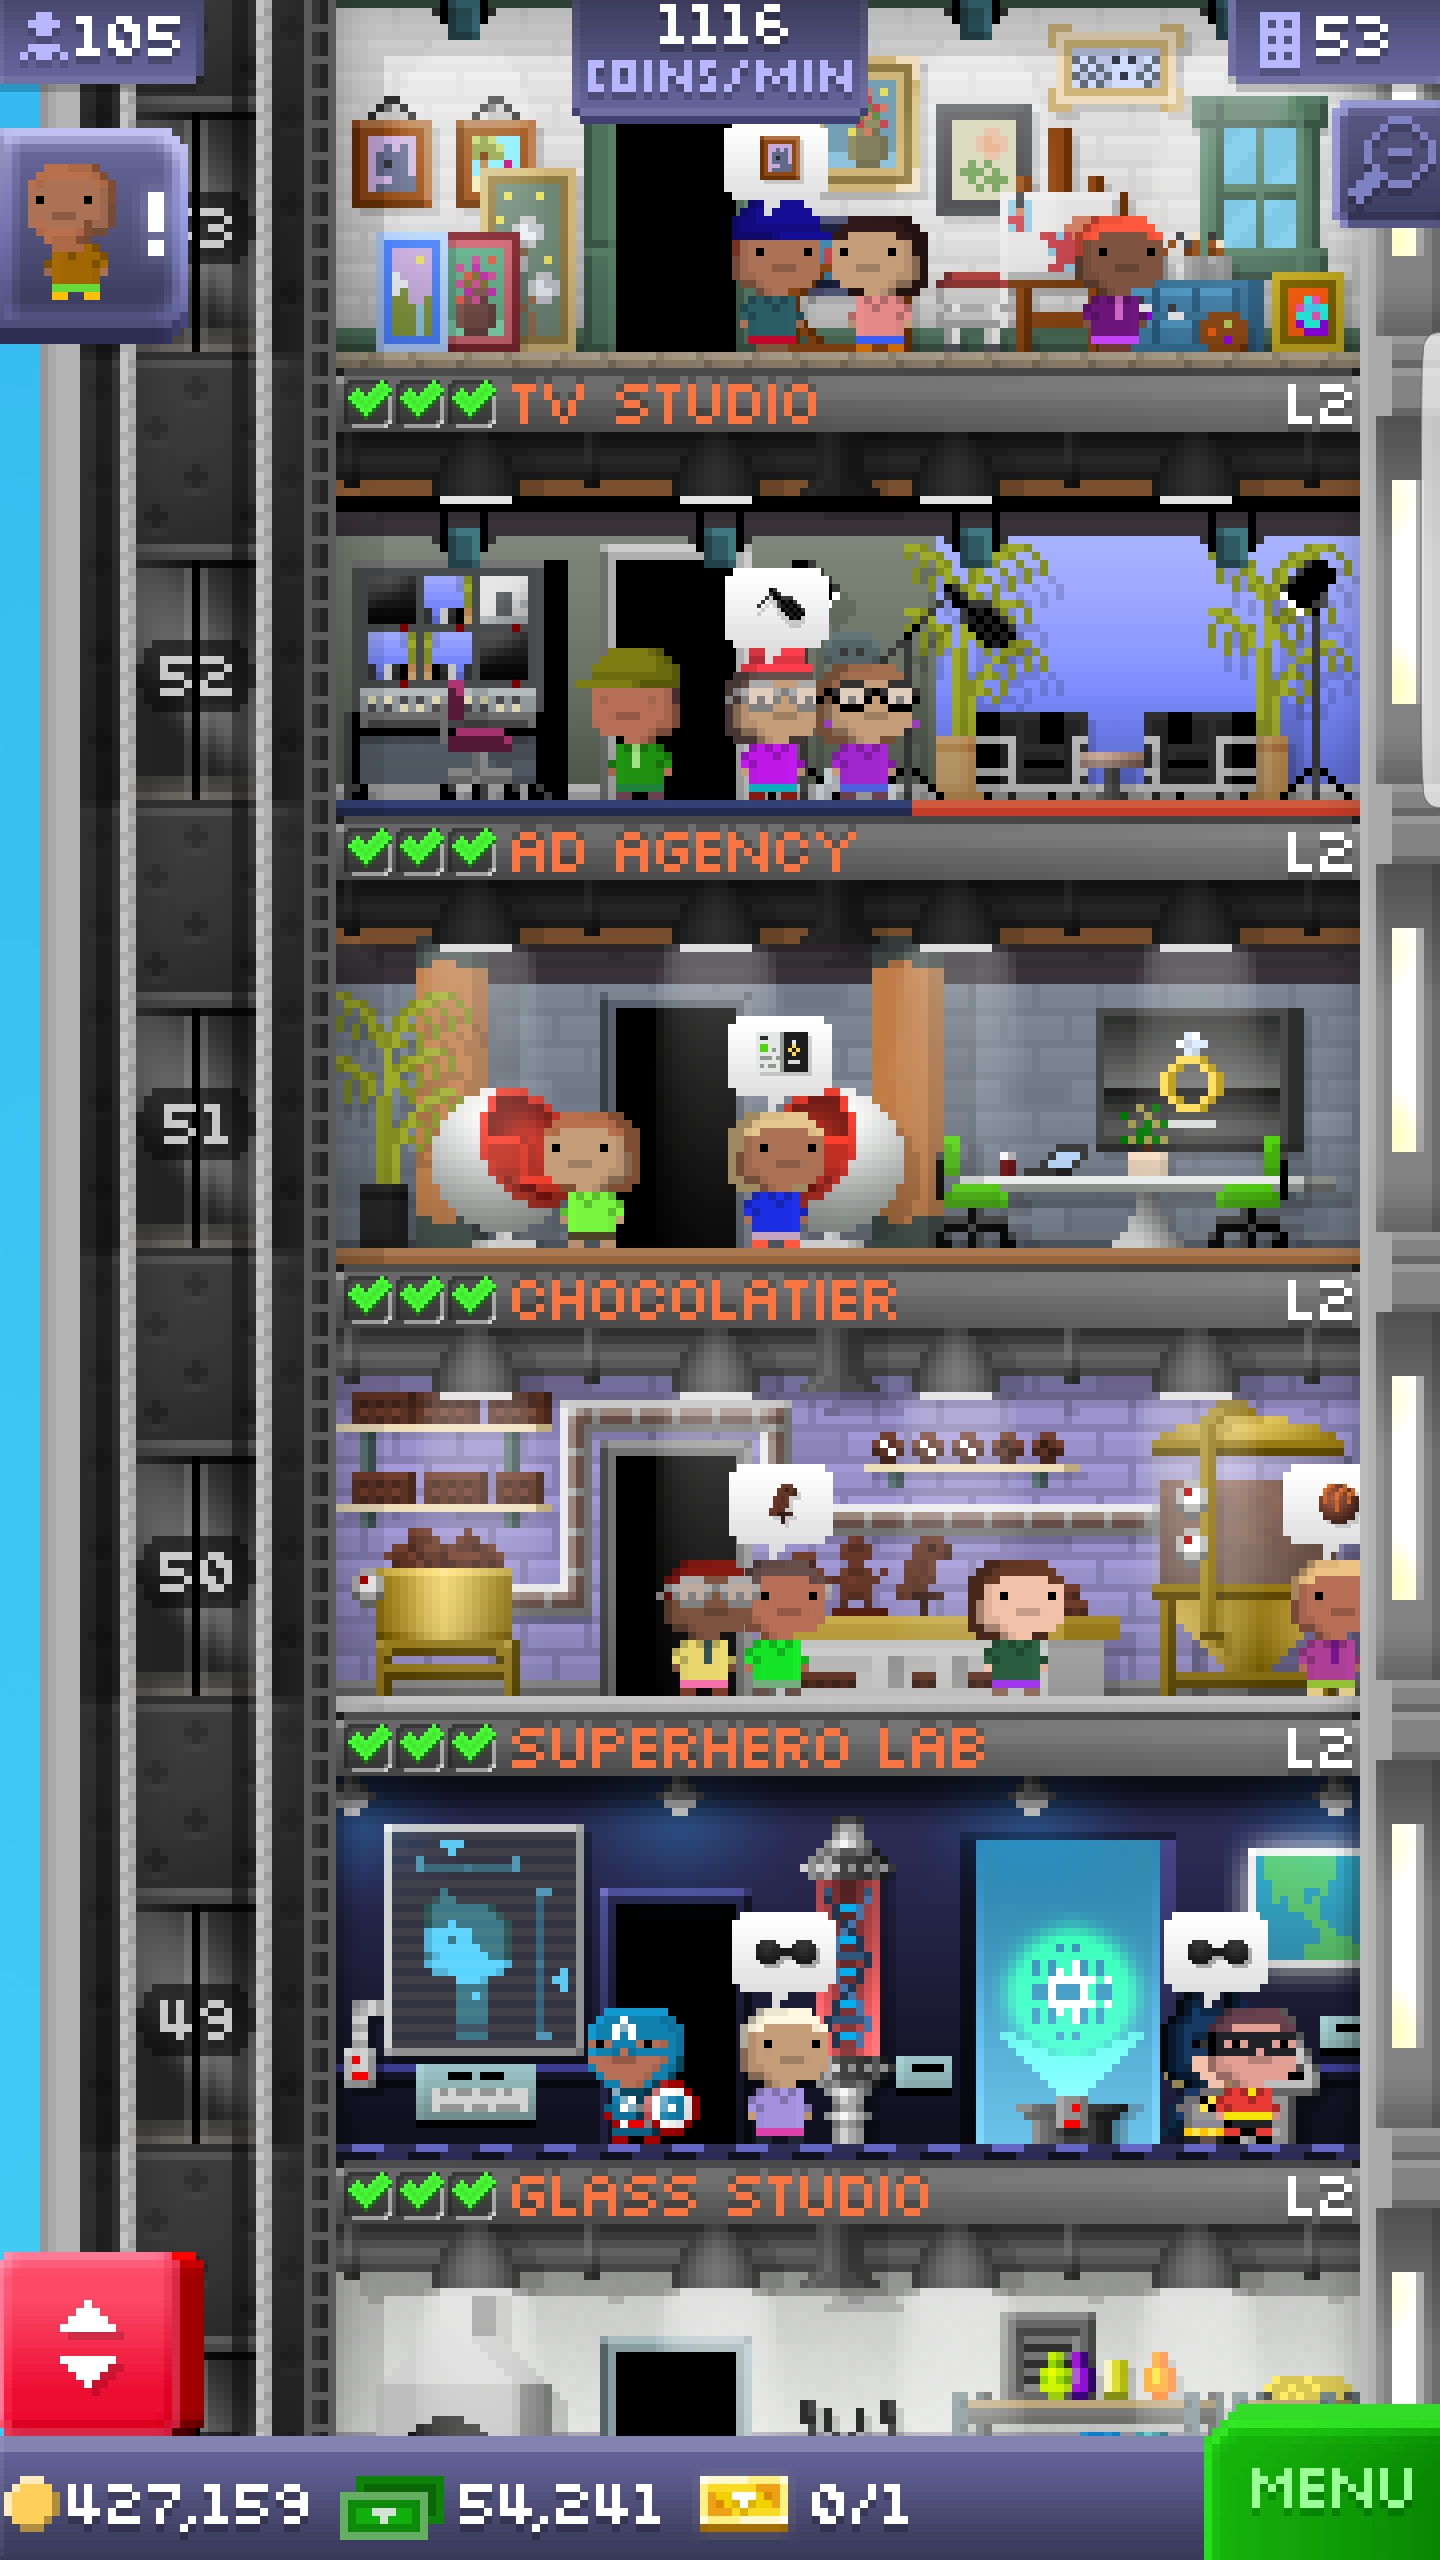 105
1116
COINS/MIN
53
!
3
TV STUDIO L2
52
AD AGENCY L2
51
CHOCOLATIER L2
50
SUPERHERO LAB L2
49
A
GLASS STUDIO L2
427,159 54,241 0/1
MENU